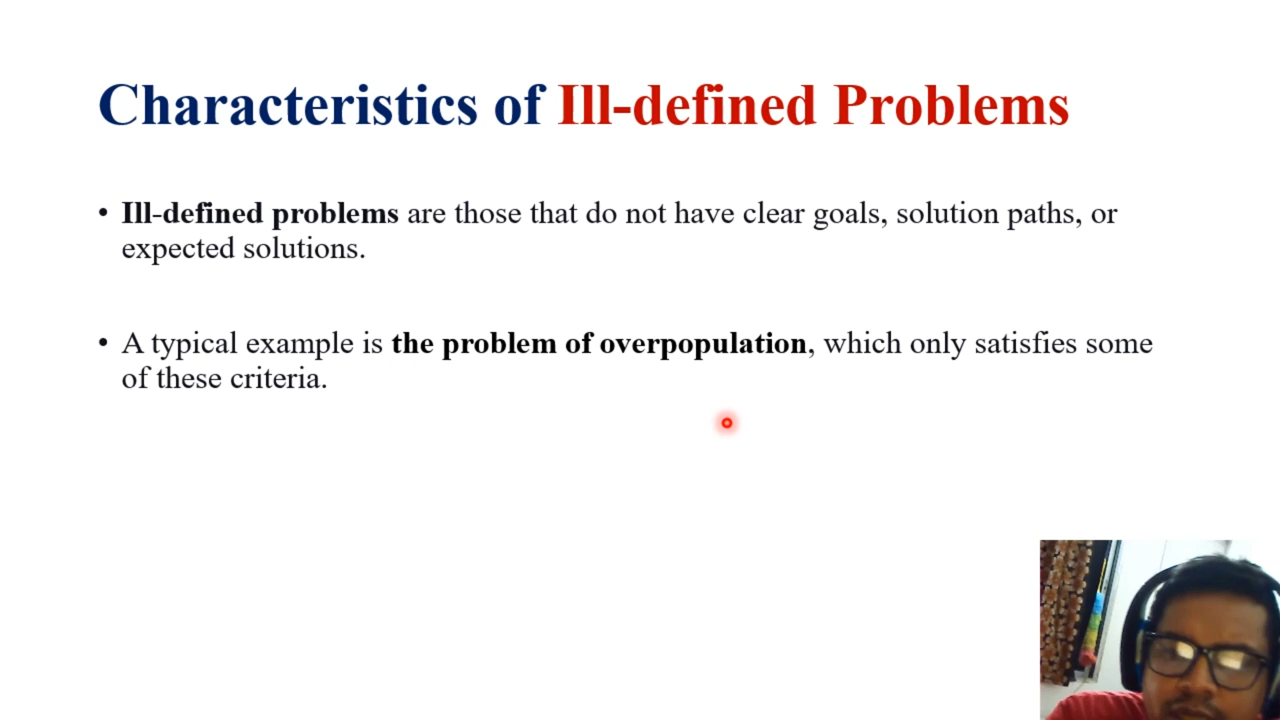 Characteristics of Ill-defined Problems
• Ill-defined problems are those that do not have clear goals, solution paths, or
expected solutions.
• A typical example is the problem of overpopulation, which only satisfies some
of these criteria.